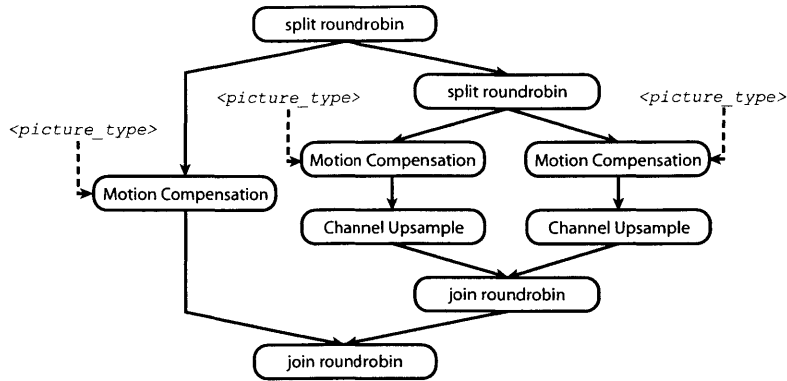 split roundrobin
split roundrobin
<picture_type>
<picture_type>
<picture_type>
Motion Compensation
Motion Compensation
Motion Compensation
Channel Upsample
Channel Upsample
join roundrobin
join roundrobin